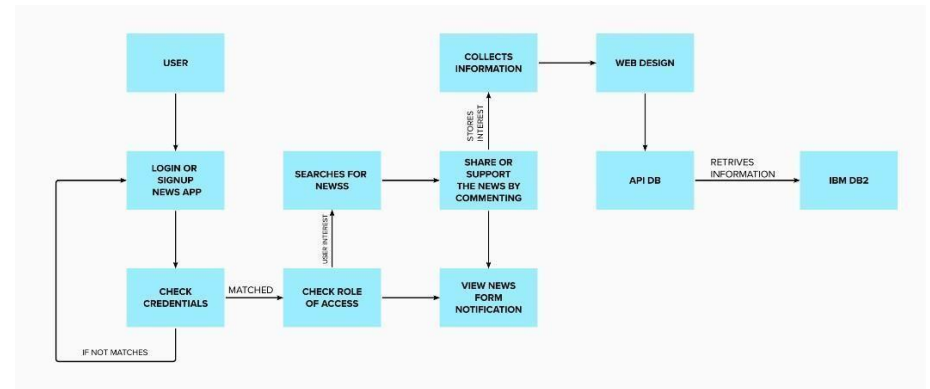 USER
COLLECTS
INFORMATION
WEB DESIGN
STORES
INTEREST
LOGIN OR
SIGNUP
NEWS APP
SEARCHES FOR
NEWSS
SHARE OR
SUPPORT
THE NEWS BY
COMMENTING
API DB
RETRIVES
INFORMATION
IBM DB2
USER INTEREST
CHECK
CREDENTIALS
MATCHED
CHECK ROLE
OF ACCESS
VIEW NEWS
FORM
NOTIFICATION
IF NOT MATCHES